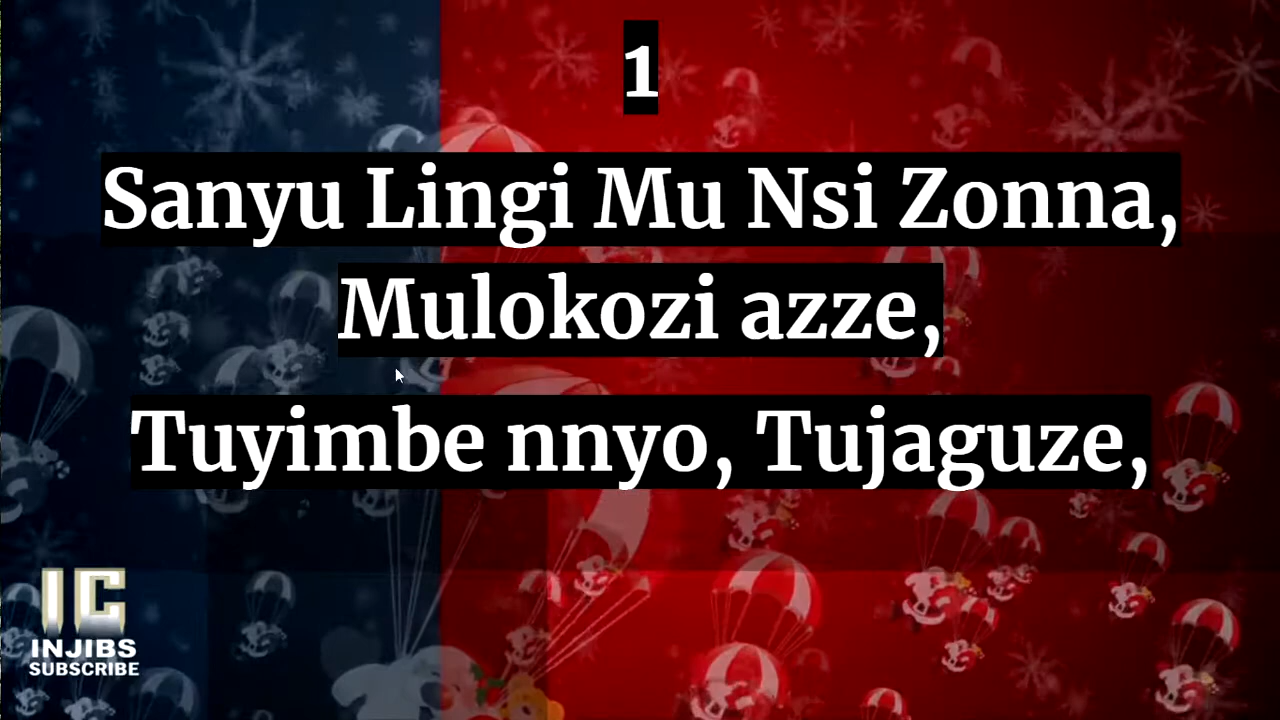 1
Sanyu Lingi Mu Nsi Zonna,
Mulokozi azze,
Tuyimbe nnyo, Tujaguze,
IC
INJIBS
SUBSCRIBE